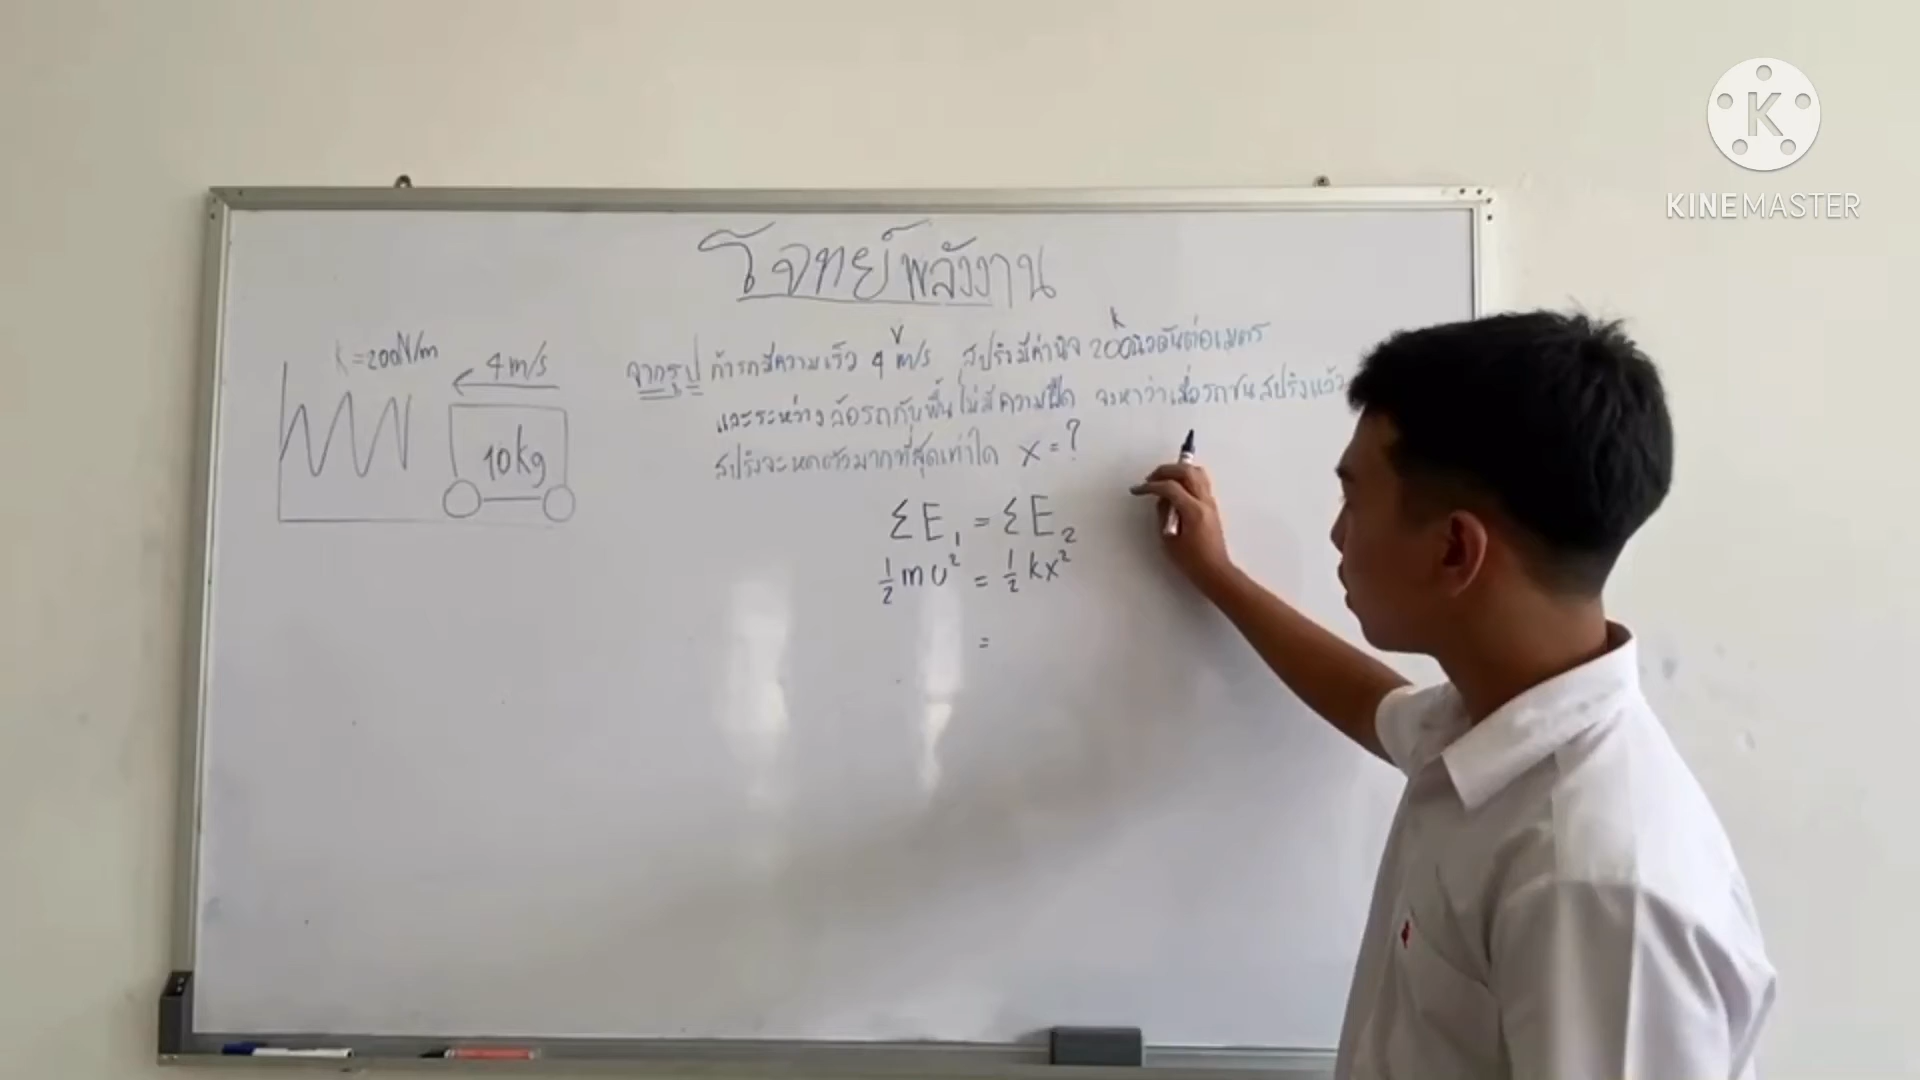 KINEMASTER
โจทย์พลังงาน
K=200N/m
4 m/s
10kg
v
k
จากรูป ถ้ารถมีความเร็ว 4 m/s สปริงมีค่านิจ 200 นิวตันต่อเมตร
และระหว่าง ล้อรถกับพื้นไม่มีความฝืด จงหาว่าเมื่อรถชนสปริงแล้ว
สปริงจะหดตัวมากที่สุดเท่าใด x = ?
ΣE₁ = ΣE₂
½mv² = ½kx²
=